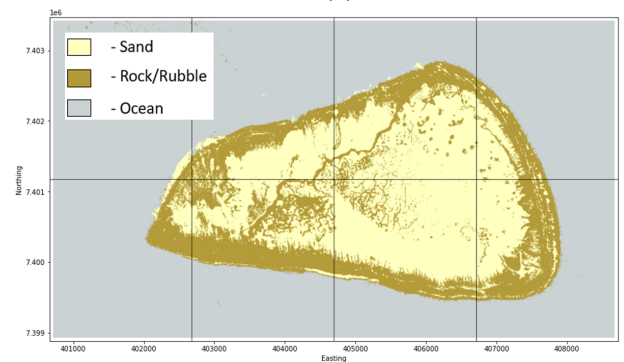 1e6
7.403
- Sand
- Rock/Rubble
- Ocean
7.402
7.401
7.400
7.399
Northing
401000 402000 403000 404000 405000 406000 407000 408000
Easting